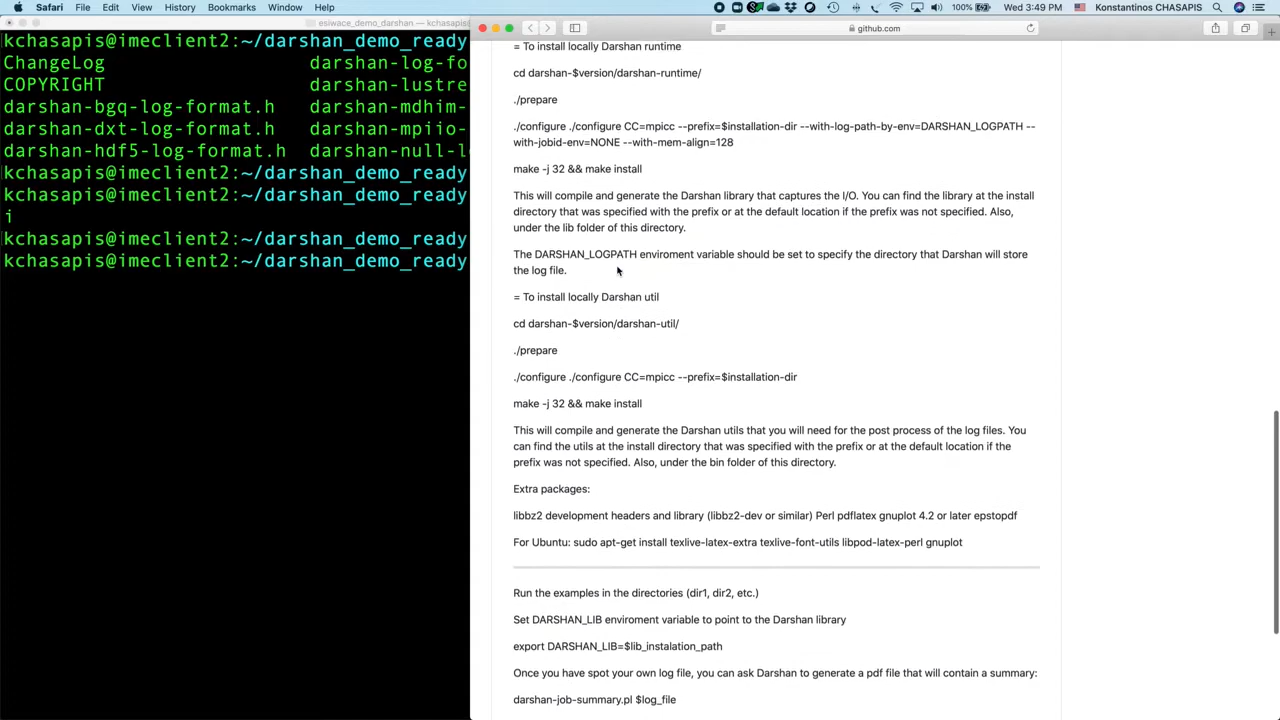 Safari File Edit View History Bookmarks Window Help
100% Wed 3:49 PM Konstantinos CHASAPIS
esiwace_demo_darshan — kchasapis@
github.com
kchasapis@imeclient2:~/darshan_demo_ready
ChangeLog darshan-log-fo
COPYRIGHT darshan-lustre
darshan-bgq-log-format.h darshan-mdhim-
darshan-dxt-log-format.h darshan-mpiio-
darshan-hdf5-log-format.h darshan-null-l
kchasapis@imeclient2:~/darshan_demo_ready
kchasapis@imeclient2:~/darshan_demo_ready
i
kchasapis@imeclient2:~/darshan_demo_ready
kchasapis@imeclient2:~/darshan_demo_ready
= To install locally Darshan runtime
cd darshan-$version/darshan-runtime/
./prepare
./configure ./configure CC=mpicc --prefix=$installation-dir --with-log-path-by-env=DARSHAN_LOGPATH --
with-jobid-env=NONE --with-mem-align=128
make -j 32 && make install
This will compile and generate the Darshan library that captures the I/O. You can find the library at the install
directory that was specified with the prefix or at the default location if the prefix was not specified. Also,
under the lib folder of this directory.
The DARSHAN_LOGPATH enviroment variable should be set to specify the directory that Darshan will store
the log file.
= To install locally Darshan util
cd darshan-$version/darshan-util/
./prepare
./configure ./configure CC=mpicc --prefix=$installation-dir
make -j 32 && make install
This will compile and generate the Darshan utils that you will need for the post process of the log files. You
can find the utils at the install directory that was specified with the prefix or at the default location if the
prefix was not specified. Also, under the bin folder of this directory.
Extra packages:
libbz2 development headers and library (libbz2-dev or similar) Perl pdflatex gnuplot 4.2 or later epstopdf
For Ubuntu: sudo apt-get install texlive-latex-extra texlive-font-utils libpod-latex-perl gnuplot
Run the examples in the directories (dir1, dir2, etc.)
Set DARSHAN_LIB enviroment variable to point to the Darshan library
export DARSHAN_LIB=$lib_instalation_path
Once you have spot your own log file, you can ask Darshan to generate a pdf file that will contain a summary:
darshan-job-summary.pl $log_file